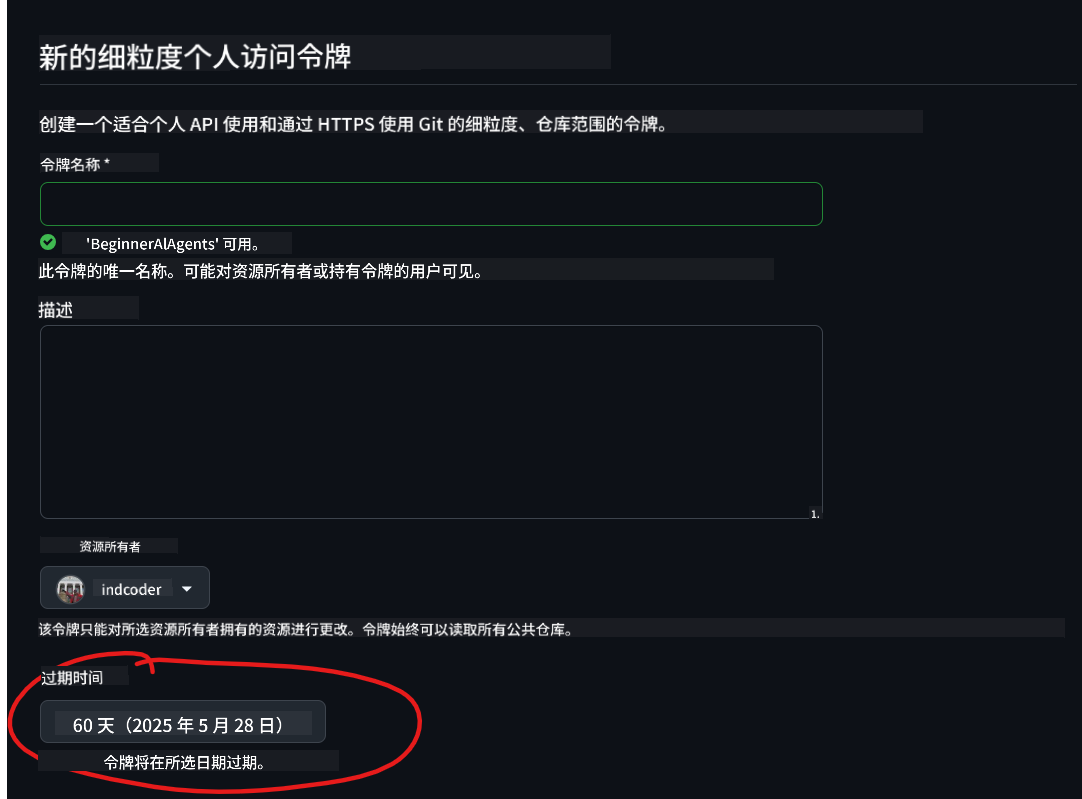 新的细粒度个人访问令牌
创建一个适合个人 API 使用和通过 HTTPS 使用 Git 的细粒度、仓库范围的令牌。
令牌名称 *
'BeginnerAIAgents' 可用。
此令牌的唯一名称。可能对资源所有者或持有令牌的用户可见。
描述
1.
资源所有者
indcoder
该令牌只能对所选资源所有者拥有的资源进行更改。令牌始终可以读取所有公共仓库。
过期时间
60 天（2025 年 5 月 28 日）
令牌将在所选日期过期。